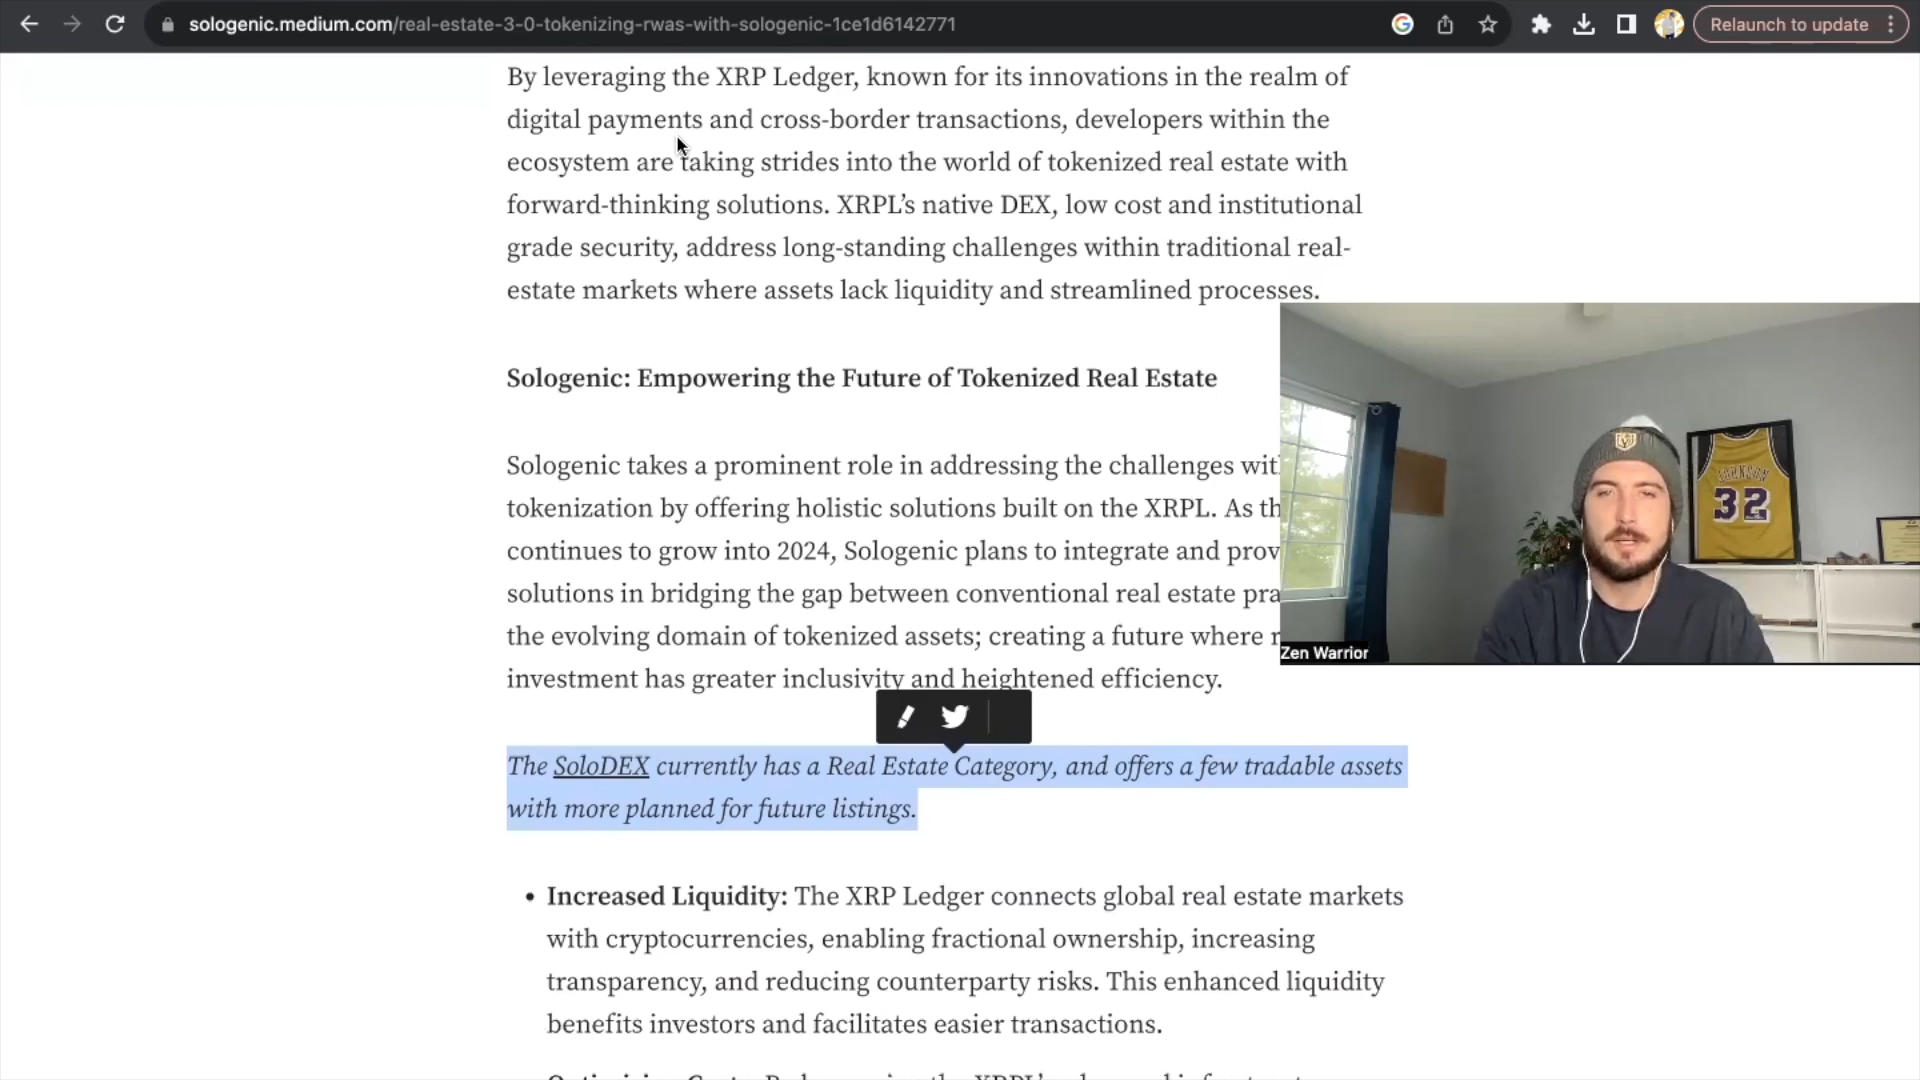 sologenic.medium.com/real-estate-3-0-tokenizing-rwas-with-sologenic-1ce1d6142771
Relaunch to update
By leveraging the XRP Ledger, known for its innovations in the realm of
digital payments and cross-border transactions, developers within the
ecosystem are taking strides into the world of tokenized real estate with
forward-thinking solutions. XRPL’s native DEX, low cost and institutional
grade security, address long-standing challenges within traditional real-
estate markets where assets lack liquidity and streamlined processes.
Sologenic: Empowering the Future of Tokenized Real Estate
Sologenic takes a prominent role in addressing the challenges wit
tokenization by offering holistic solutions built on the XRPL. As th
continues to grow into 2024, Sologenic plans to integrate and prov
solutions in bridging the gap between conventional real estate pra
the evolving domain of tokenized assets; creating a future where r
investment has greater inclusivity and heightened efficiency.
JOHNSON
32
Zen Warrior
The SoloDEX currently has a Real Estate Category, and offers a few tradable assets
with more planned for future listings.
• Increased Liquidity: The XRP Ledger connects global real estate markets
with cryptocurrencies, enabling fractional ownership, increasing
transparency, and reducing counterparty risks. This enhanced liquidity
benefits investors and facilitates easier transactions.